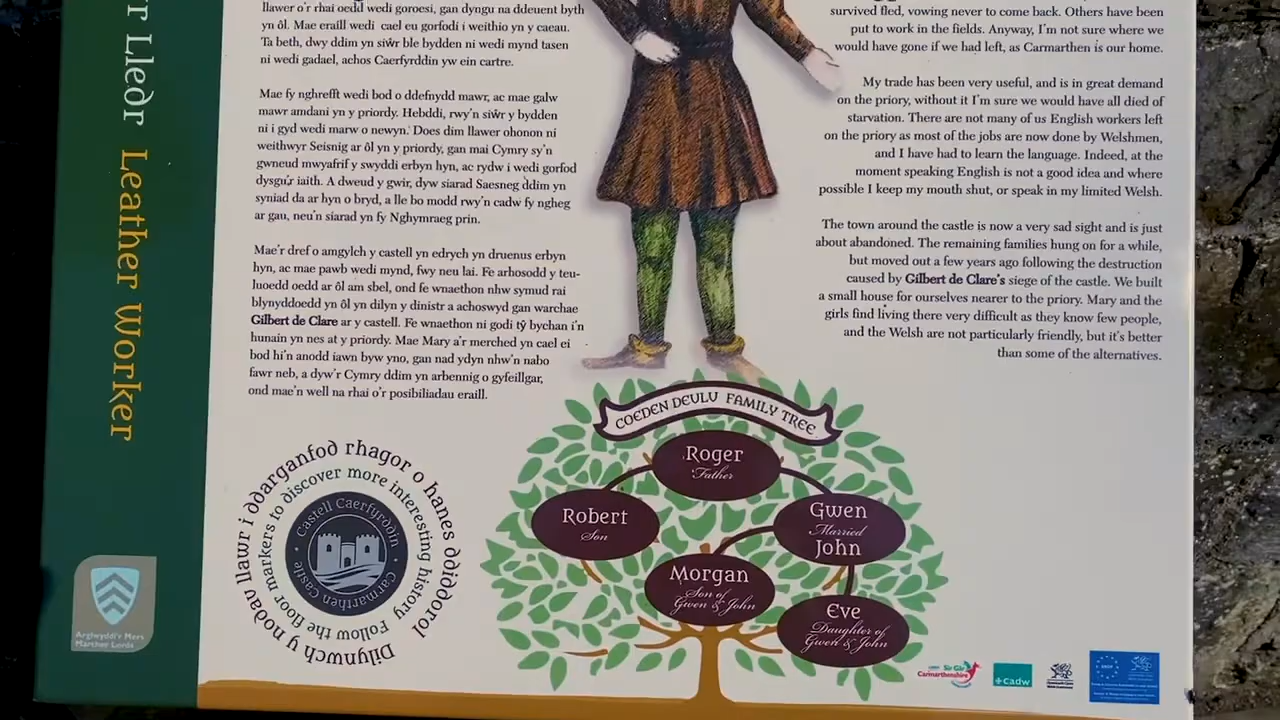 r Lledr Leather Worker
llawer o'r rhai oedd wedi goroesi, gan dyngu na ddeuent byth
yn ôl. Mae eraill wedi cael eu gorfodi i weithio yn y caeau.
Ta beth, dwy ddim yn siŵr ble bydden ni wedi mynd tasen
ni wedi gadael, achos Caerfyrddin yw ein cartre.
Mae fy nghrefft wedi bod o ddefnydd mawr, ac mae galw
mawr amdani yn y priordy. Hebddi, rwy'n siŵr y bydden
ni i gyd wedi marw o newyn. Does dim llawer ohonon ni
weithwyr Seisnig ar ôl yn y priordy, gan mai Cymry sy'n
gwneud mwyafrif y swyddi erbyn hyn, ac rydw i wedi gorfod
dysgu'r iaith. A dweud y gwir, dyw siarad Saesneg ddim yn
syniad da ar hyn o bryd, a lle bo modd rwy'n cadw fy ngheg
ar gau, neu'n siarad yn fy Nghymraeg prin.
Mae'r dref o amgylch y castell yn edrych yn druenus erbyn
hyn, ac mae pawb wedi mynd, fwy neu lai. Fe arhosodd y teu-
luoedd oedd ar ôl am sbel, ond fe wnaethon nhw symud rai
blynyddoedd yn ôl yn dilyn y dinistr a achoswyd gan warchae
Gilbert de Clare ar y castell. Fe wnaethon ni godi tŷ bychan i'n
hunain yn nes at y priordy. Mae Mary a'r merched yn cael ei
bod hi'n anodd iawn byw yno, gan nad ydyn nhw'n nabo
fawr neb, a dyw'r Cymry ddim yn arbennig o gyfeillgar,
ond mae'n well na rhai o'r posibiliadau eraill.
survived fled, vowing never to come back. Others have been
put to work in the fields. Anyway, I'm not sure where we
would have gone if we had left, as Carmarthen is our home.
My trade has been very useful, and is in great demand
on the priory, without it I'm sure we would have all died of
starvation. There are not many of us English workers left
on the priory as most of the jobs are now done by Welshmen,
and I have had to learn the language. Indeed, at the
moment speaking English is not a good idea and where
possible I keep my mouth shut, or speak in my limited Welsh.
The town around the castle is now a very sad sight and is just
about abandoned. The remaining families hung on for a while,
but moved out a few years ago following the destruction
caused by Gilbert de Clare's siege of the castle. We built
a small house for ourselves nearer to the priory. Mary and the
girls find living there very difficult as they know few people,
and the Welsh are not particularly friendly, but it's better
than some of the alternatives.
COEDEN DEULU FAMILY TREE
Roger
Father
Robert
Son
Gwen
Married
John
Morgan
Son of
Gwen & John
Eve
Daughter of
Gwen & John
Dilynwch y nodau llawr i ddarganfod rhagor o hanes ddiddorol
Follow the floor markers to discover more interesting history
Castell Caerfyrddin • Carmarthen Castle •
Arglwyddi'r Mers
Marcher Lords
Sir Gâr
Carmarthenshire
Cadw